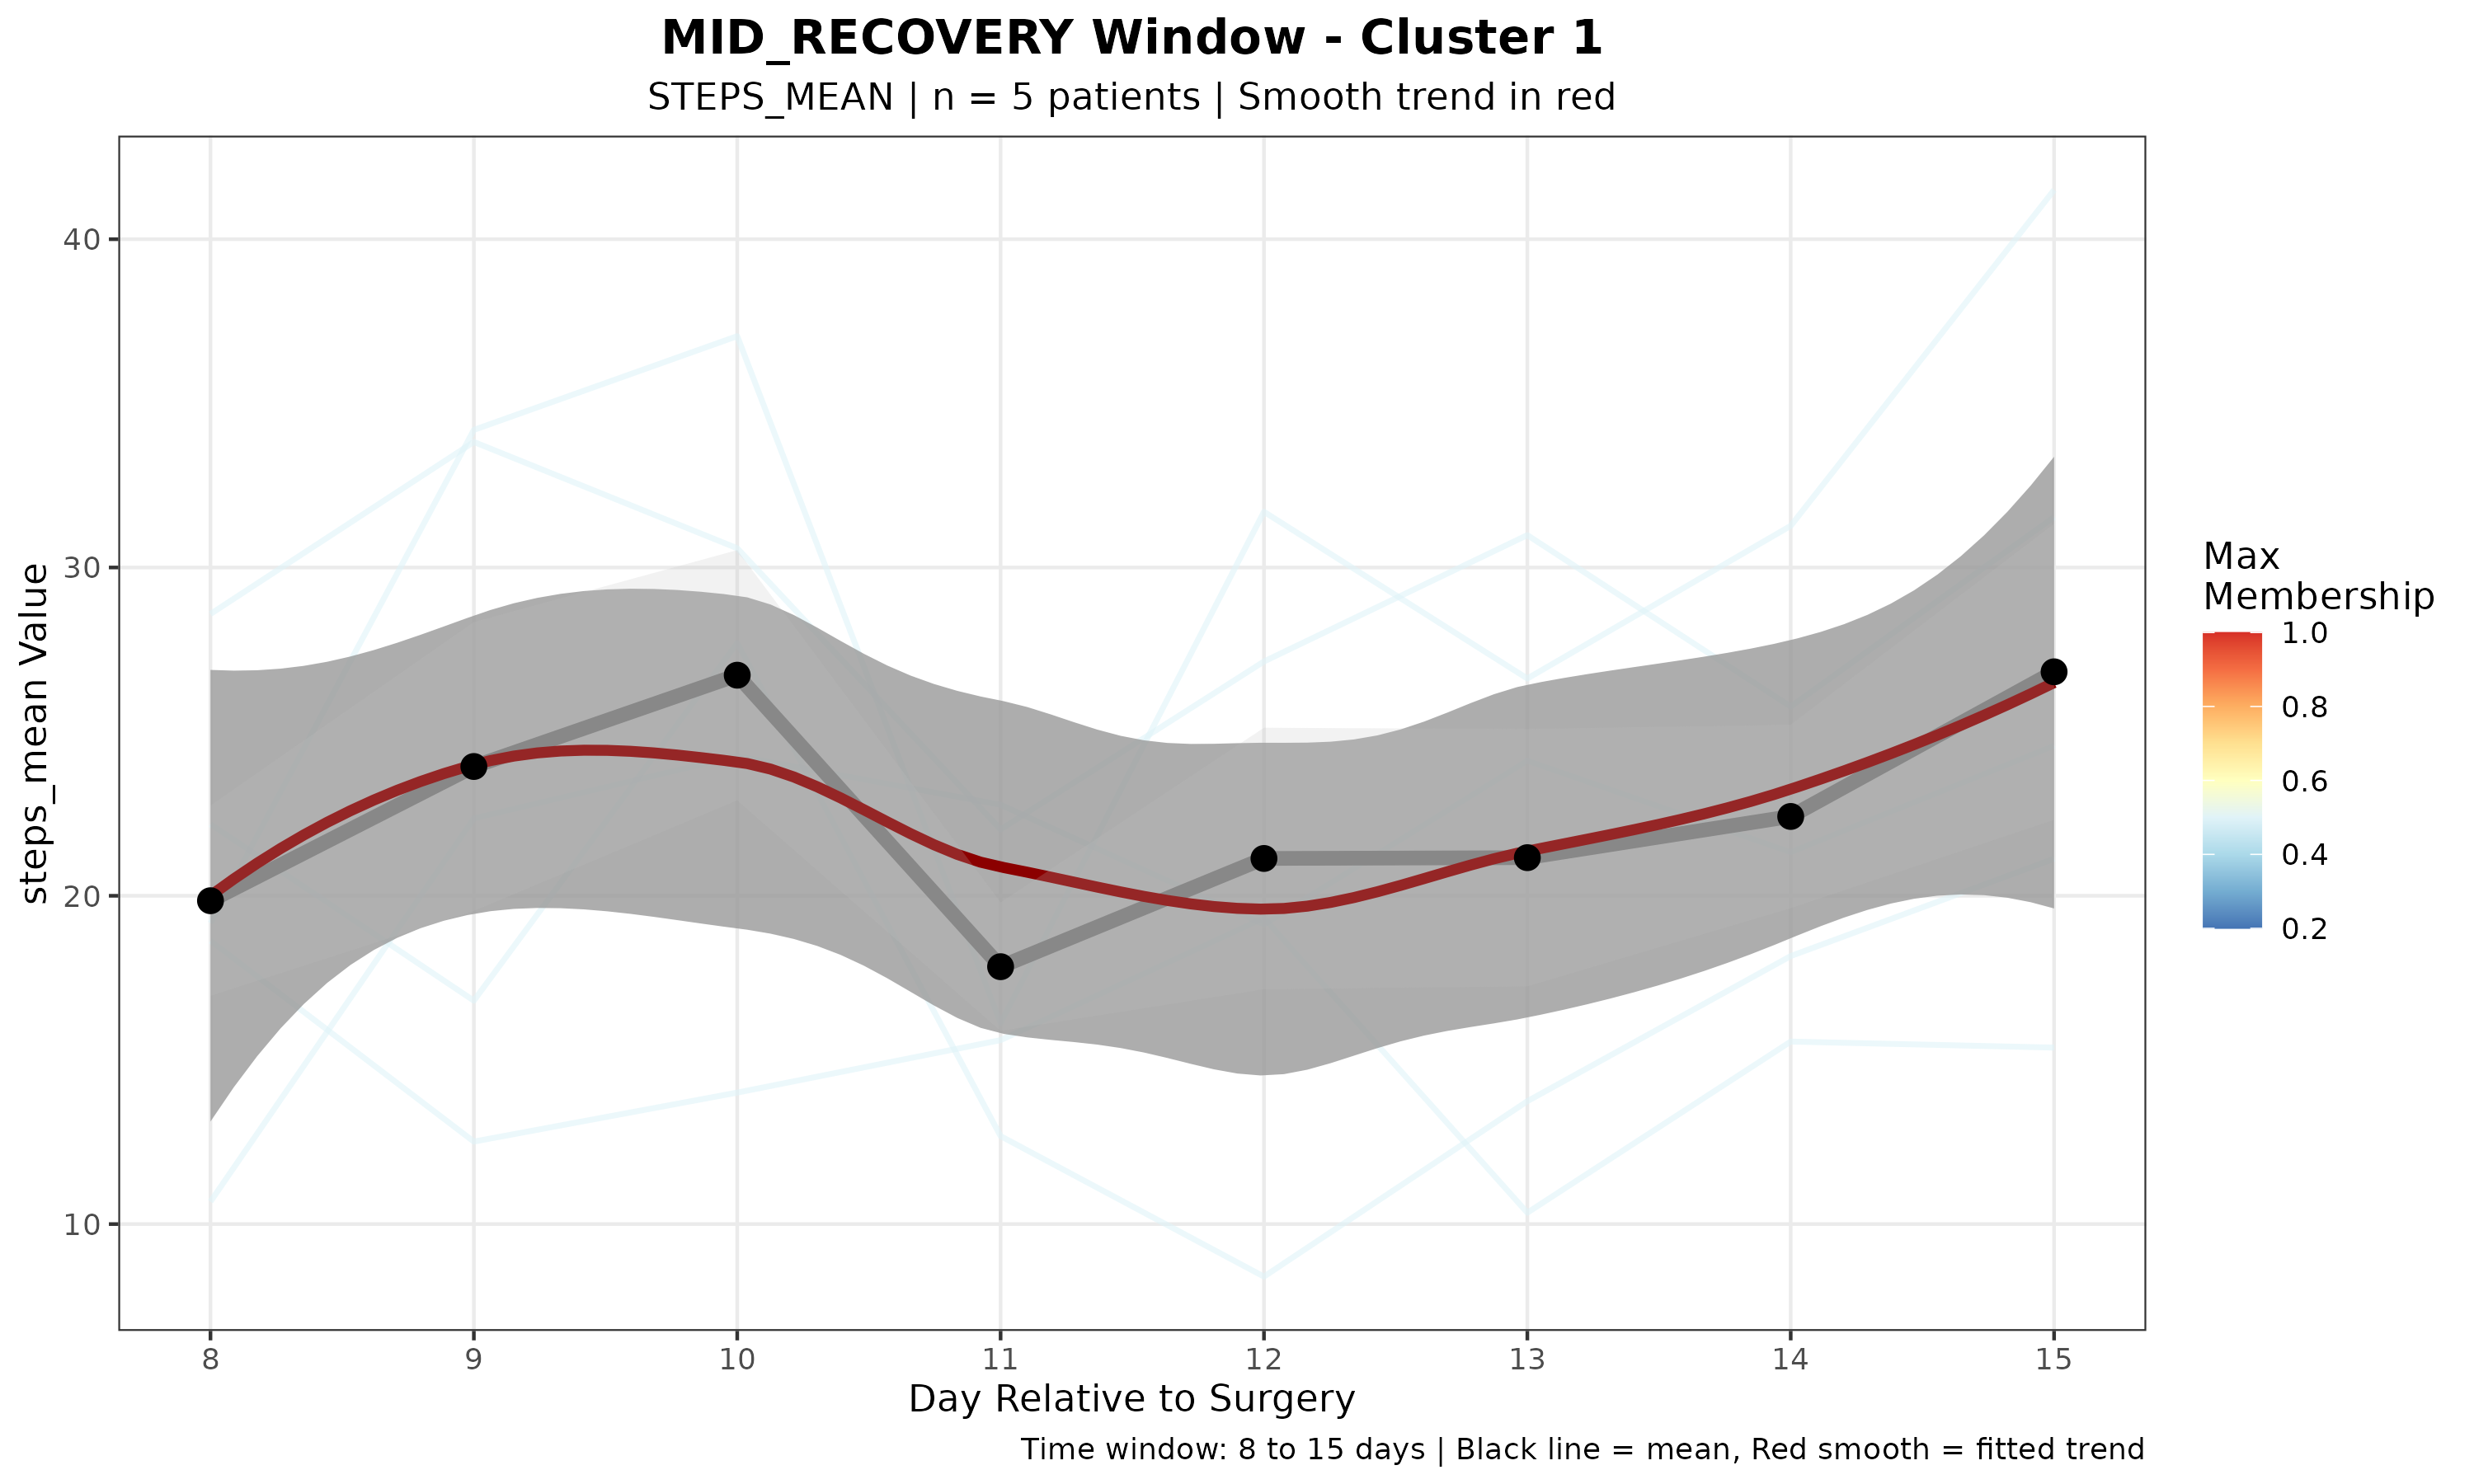 MID_RECOVERY Window - Cluster 1
STEPS_MEAN | n = 5 patients | Smooth trend in red
steps_mean Value
40
30
20
10
8
9
10
11
12
13
14
15
Day Relative to Surgery
Time window: 8 to 15 days | Black line = mean, Red smooth = fitted trend
Max
Membership
1.0
0.8
0.6
0.4
0.2